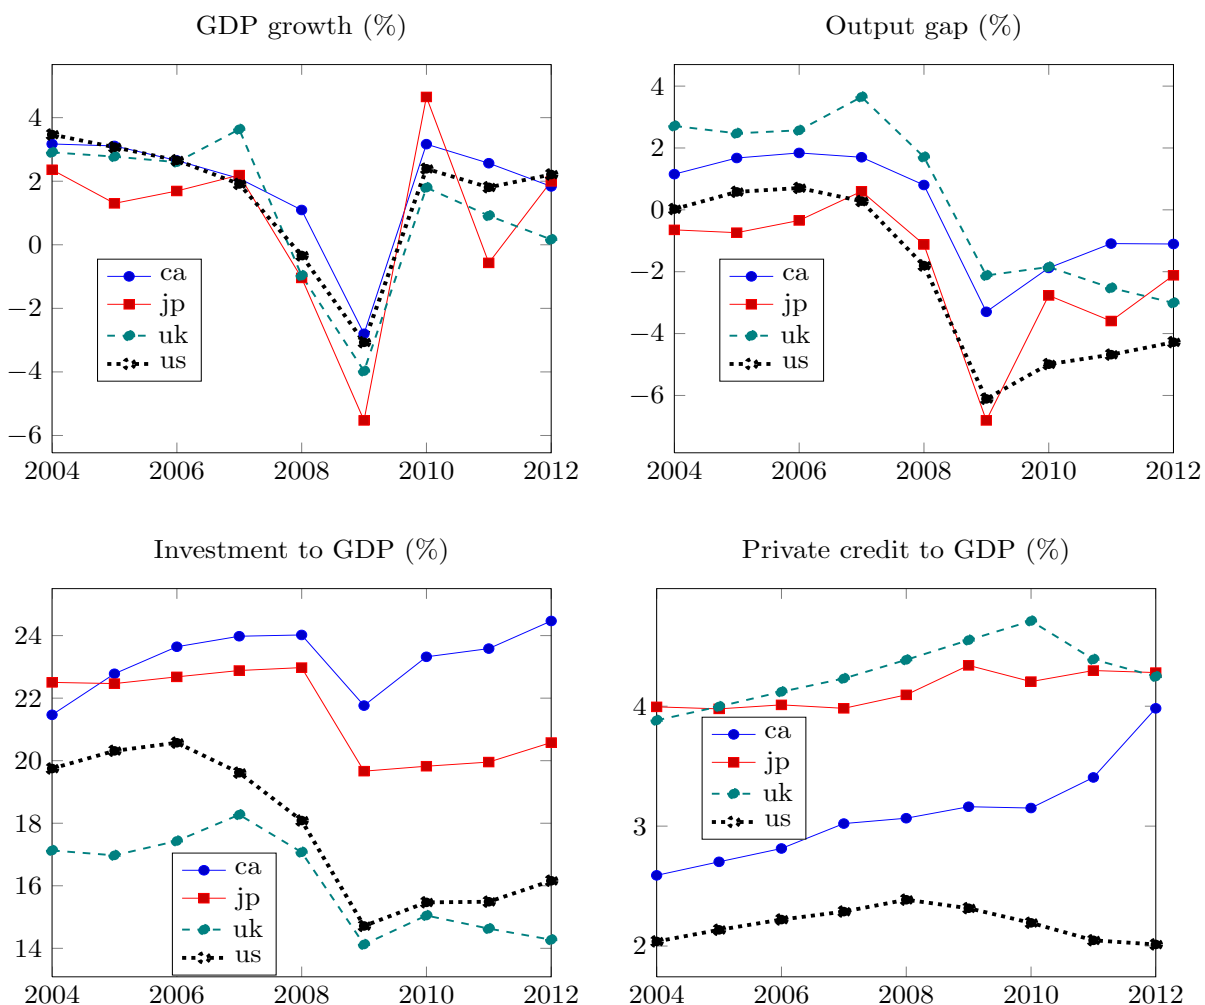 GDP growth (%)
4
2
0
−2
−4
−6
ca
jp
uk
us
2004 2006 2008 2010 2012
Output gap (%)
4
2
0
−2
−4
−6
ca
jp
uk
us
2004 2006 2008 2010 2012
Investment to GDP (%)
24
22
20
18
16
14
ca
jp
uk
us
2004 2006 2008 2010 2012
Private credit to GDP (%)
4
3
2
ca
jp
uk
us
2004 2006 2008 2010 2012